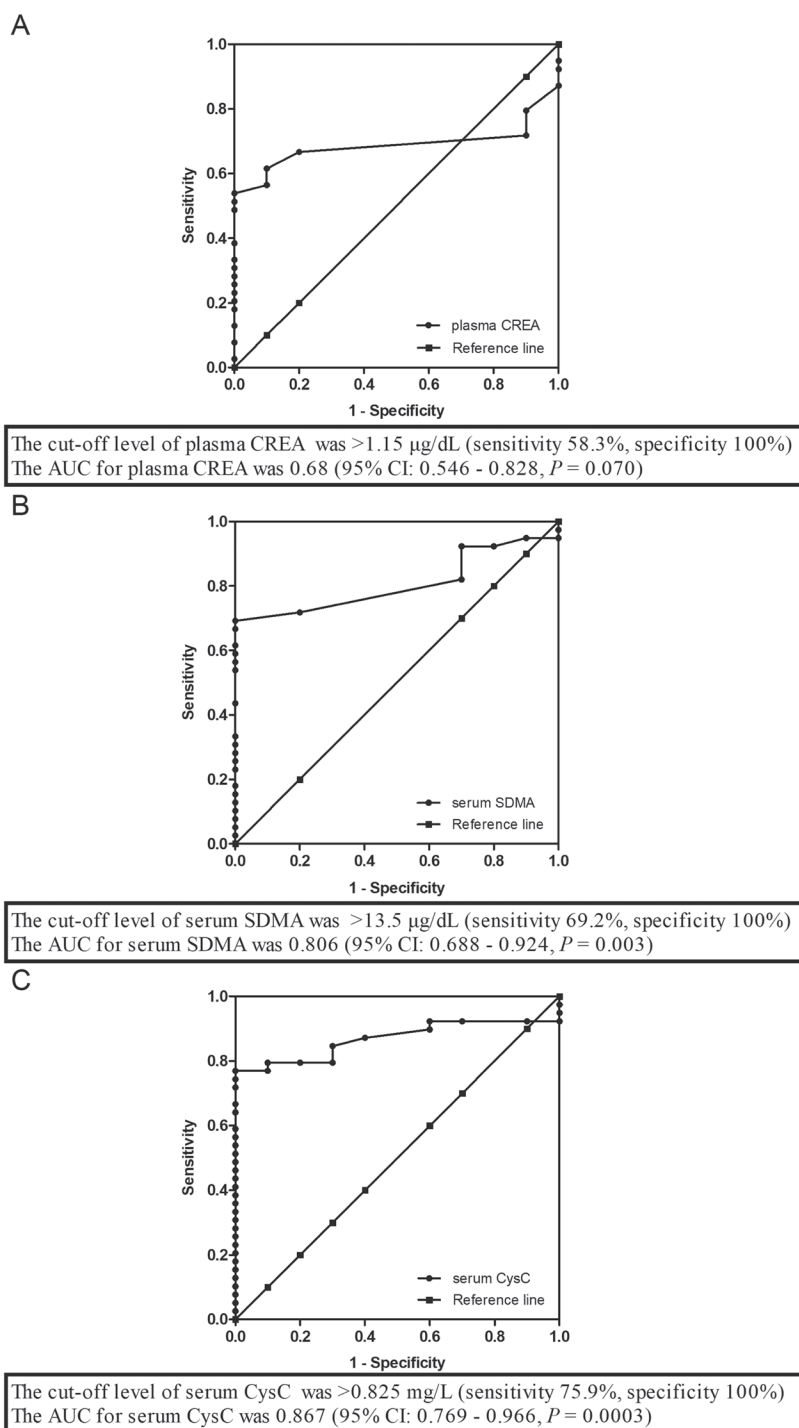 A
1.0
0.8
0.6
0.4
0.2
0.0
Sensitivity
plasma CREA
Reference line
0.0 0.2 0.4 0.6 0.8 1.0
1 - Specificity
The cut-off level of plasma CREA was >1.15 μg/dL (sensitivity 58.3%, specificity 100%)
The AUC for plasma CREA was 0.68 (95% CI: 0.546 - 0.828, P = 0.070)
B
1.0
0.8
0.6
0.4
0.2
0.0
Sensitivity
serum SDMA
Reference line
0.0 0.2 0.4 0.6 0.8 1.0
1 - Specificity
The cut-off level of serum SDMA was >13.5 μg/dL (sensitivity 69.2%, specificity 100%)
The AUC for serum SDMA was 0.806 (95% CI: 0.688 - 0.924, P = 0.003)
C
1.0
0.8
0.6
0.4
0.2
0.0
Sensitivity
serum CysC
Reference line
0.0 0.2 0.4 0.6 0.8 1.0
1 - Specificity
The cut-off level of serum CysC was >0.825 mg/L (sensitivity 75.9%, specificity 100%)
The AUC for serum CysC was 0.867 (95% CI: 0.769 - 0.966, P = 0.0003)